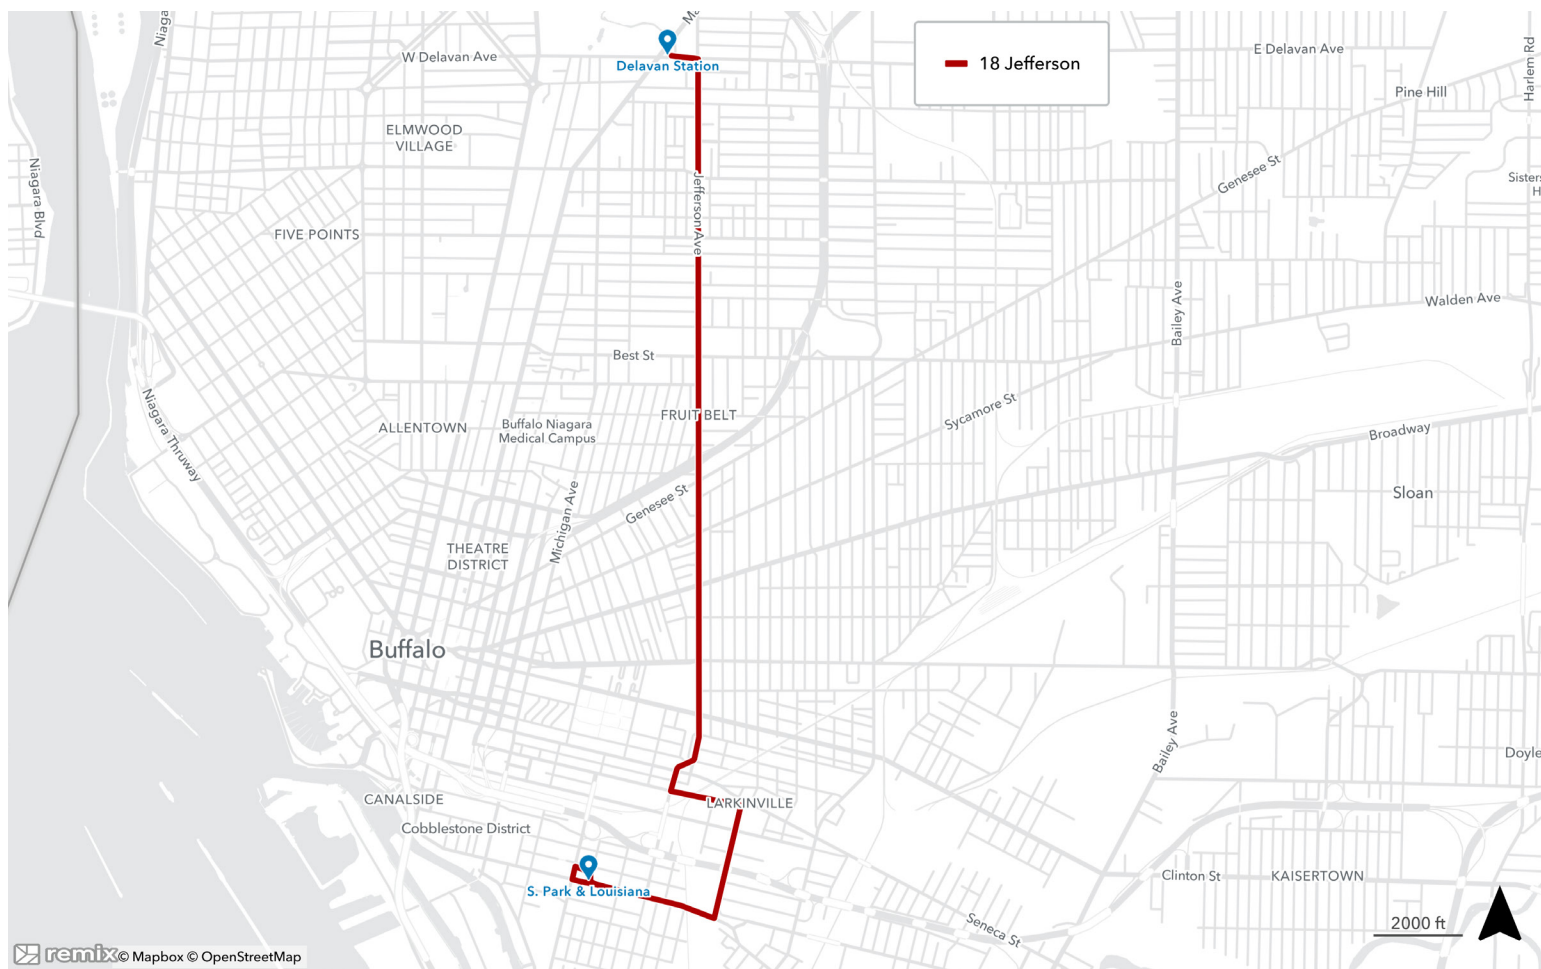 Niaga
Ma
W Delavan Ave
Delavan Station
18 Jefferson
E Delavan Ave
Harlem Rd
Pine Hill
ELMWOOD
VILLAGE
Niagara Blvd
Jefferson Ave
Genesee St
Sisters
H
FIVE POINTS
Bailey Ave
Walden Ave
Best St
Niagara Thruway
ALLENTOWN
Buffalo Niagara
Medical Campus
FRUIT BELT
Sycamore St
Broadway
Michigan Ave
Genesee St
Sloan
THEATRE
DISTRICT
Buffalo
Bailey Ave
Doyle
CANALSIDE
LARKINVILLE
Cobblestone District
S. Park & Louisiana
Clinton St
KAISERTOWN
Seneca St
2000 ft
remix © Mapbox © OpenStreetMap